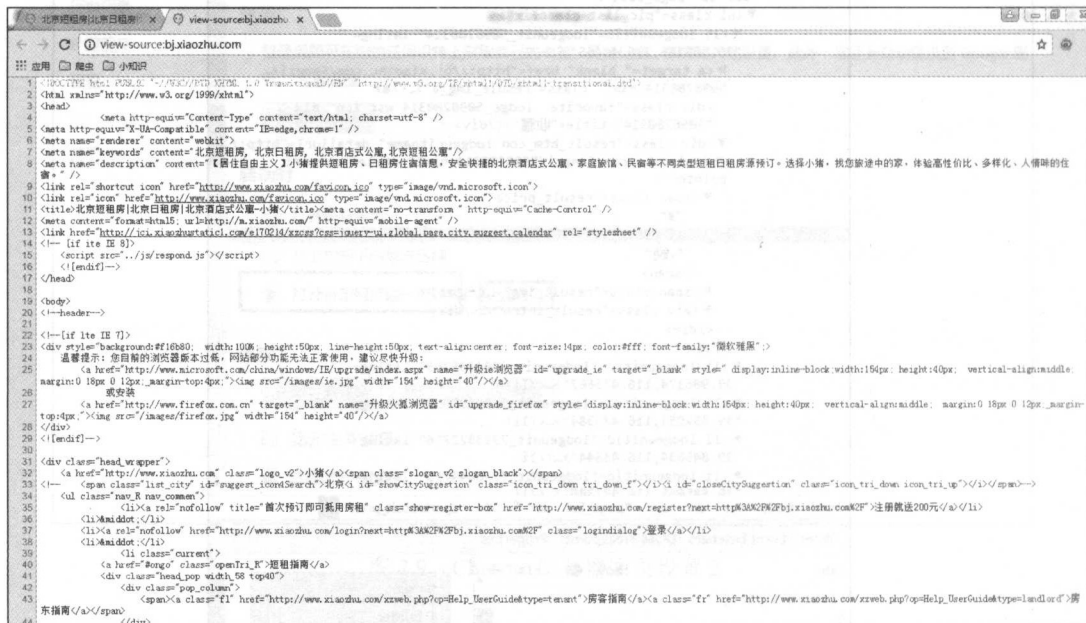 北京短租房|北京日租房 × view-source:bj.xiaozhu ×
view-source:bj.xiaozhu.com
应用 爬虫 小知识
1 <!DOCTYPE html PUBLIC "-//W3C//DTD XHTML 1.0 Transitional//EN" "http://www.w3.org/TR/xhtml1/DTD/xhtml1-transitional.dtd">
2 <html xmlns="http://www.w3.org/1999/xhtml">
3 <head>
4 <meta http-equiv="Content-Type" content="text/html; charset=utf-8" />
5 <meta http-equiv="X-UA-Compatible" content="IE=edge,chrome=1" />
6 <meta name="renderer" content="webkit">
7 <meta name="keywords" content="北京短租房, 北京日租房, 北京酒店式公寓,北京短租公寓"/>
8 <meta name="description" content="【居住自由主义】小猪提供短租房、日租房住宿信息，安全快捷的北京酒店式公寓、家庭旅馆、民宿等不同类型短租日租房源预订。选择小猪，找您旅途中的家，体验高性价比、多样化、人情味的住
宿。" />
9 <link rel="shortcut icon" href="http://www.xiaozhu.com/favicon.ico" type="image/vnd.microsoft.icon">
10 <link rel="icon" href="http://www.xiaozhu.com/favicon.ico" type="image/vnd.microsoft.icon">
11 <title>北京短租房|北京日租房|北京酒店式公寓-小猪</title><meta content="no-transform " http-equiv="Cache-Control" />
12 <meta content="format=html5; url=http://m.xiaozhu.com/" http-equiv="mobile-agent" />
13 <link href="http://jci.xiaozhustatic1.com/e170214/xzcss?css=jquery-ui,global,page,city,suggest,calendar" rel="stylesheet" />
14 <!-- [if lte IE 8]>
15 <script src="../js/respond.js"></script>
16 <![endif]-->
17 </head>
18
19 <body>
20 <!--header-->
21
22 <!--[if lte IE 7]>
23 <div style="background:#f16b80; width:100%; height:50px; line-height:50px; text-align:center; font-size:14px; color:#fff; font-family:"微软雅黑";>
24 温馨提示：您目前的浏览器版本过低，网站部分功能无法正常使用，建议尽快升级：
25 <a href="http://www.microsoft.com/china/windows/IE/upgrade/index.aspx" name="升级ie浏览器" id="upgrade_ie" target="_blank" style=" display:inline-block;width:154px; height:40px; vertical-align:middle;
margin:0 18px 0 12px;_margin-top:4px;"><img src="/images/ie.jpg" width="154" height="40"/></a>
26 或安装
27 <a href="http://www.firefox.com.cn" target="_blank" name="升级火狐浏览器" id="upgrade_firefox" style="display:inline-block;width:154px; height:40px; vertical-align:middle; margin:0 18px 0 12px;_margin-
top:4px;"><img src="/images/firefox.jpg" width="154" height="40"/></a>
28 </div>
29 <![endif]-->
30
31 <div class="head_wrapper">
32 <a href="http://www.xiaozhu.com" class="logo_v2">小猪</a><span class="slogan_v2 slogan_black"></span>
33 <!-- <span class="list_city" id="suggest_icon4Search">北京<i id="showCitySuggestion" class="icon_tri_down tri_down_f"></i><i id="closeCitySuggestion" class="icon_tri_down icon_tri_up"></i></span>-->
34 <ul class="nav_R nav_common">
35 <li><a rel="nofollow" title="首次预订即可抵用房租" class="show-register-box" href="http://www.xiaozhu.com/register?next=http%3A%2F%2Fbj.xiaozhu.com%2F">注册就送200元</a></li>
36 <li>&middot;</li>
37 <li><a rel="nofollow" href="http://www.xiaozhu.com/login?next=http%3A%2F%2Fbj.xiaozhu.com%2F" class="logindialog">登录</a></li>
38 <li>&middot;</li>
39 <li class="current">
40 <a href="#ongo" class="openTri_R">短租指南</a>
41 <div class="head_pop width_58 top40">
42 <div class="pop_column">
43 <span><a class="fl" href="http://www.xiaozhu.com/xzweb.php?op=Help_UserGuide&type=tenant">房客指南</a><a class="fr" href="http://www.xiaozhu.com/xzweb.php?op=Help_UserGuide&type=landlord">房
东指南</a></span>
44 </div>